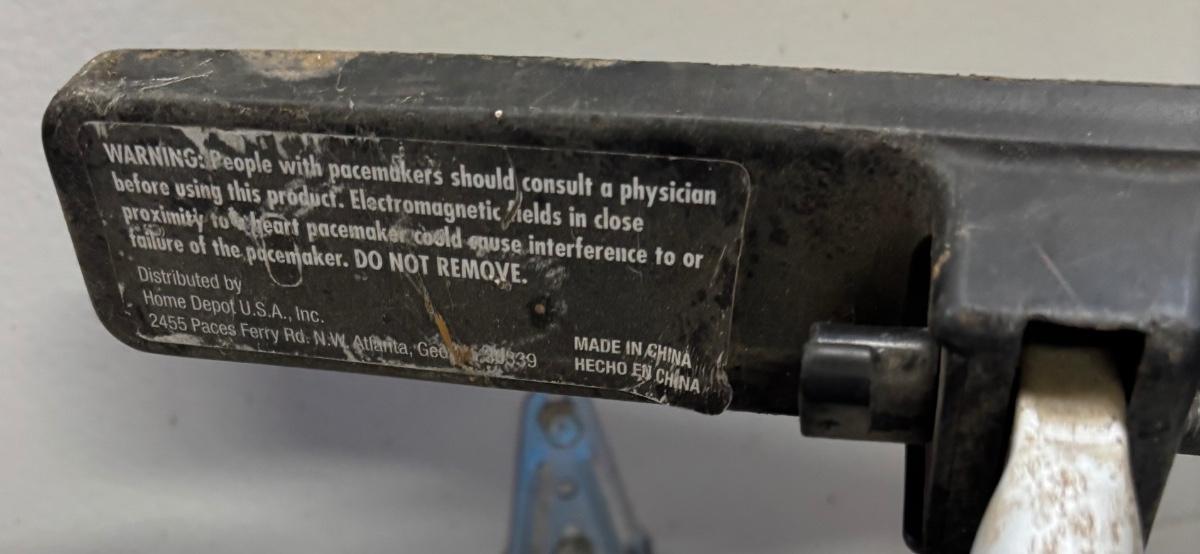 WARNING: People with pacemakers should consult a physician
before using this product. Electromagnetic fields in close
proximity to a heart pacemaker could cause interference to or
failure of the pacemaker. DO NOT REMOVE.
Distributed by
Home Depot U.S.A., Inc.
2455 Paces Ferry Rd. N.W. Atlanta,
MADE IN CHINA
HECHO EN CHINA